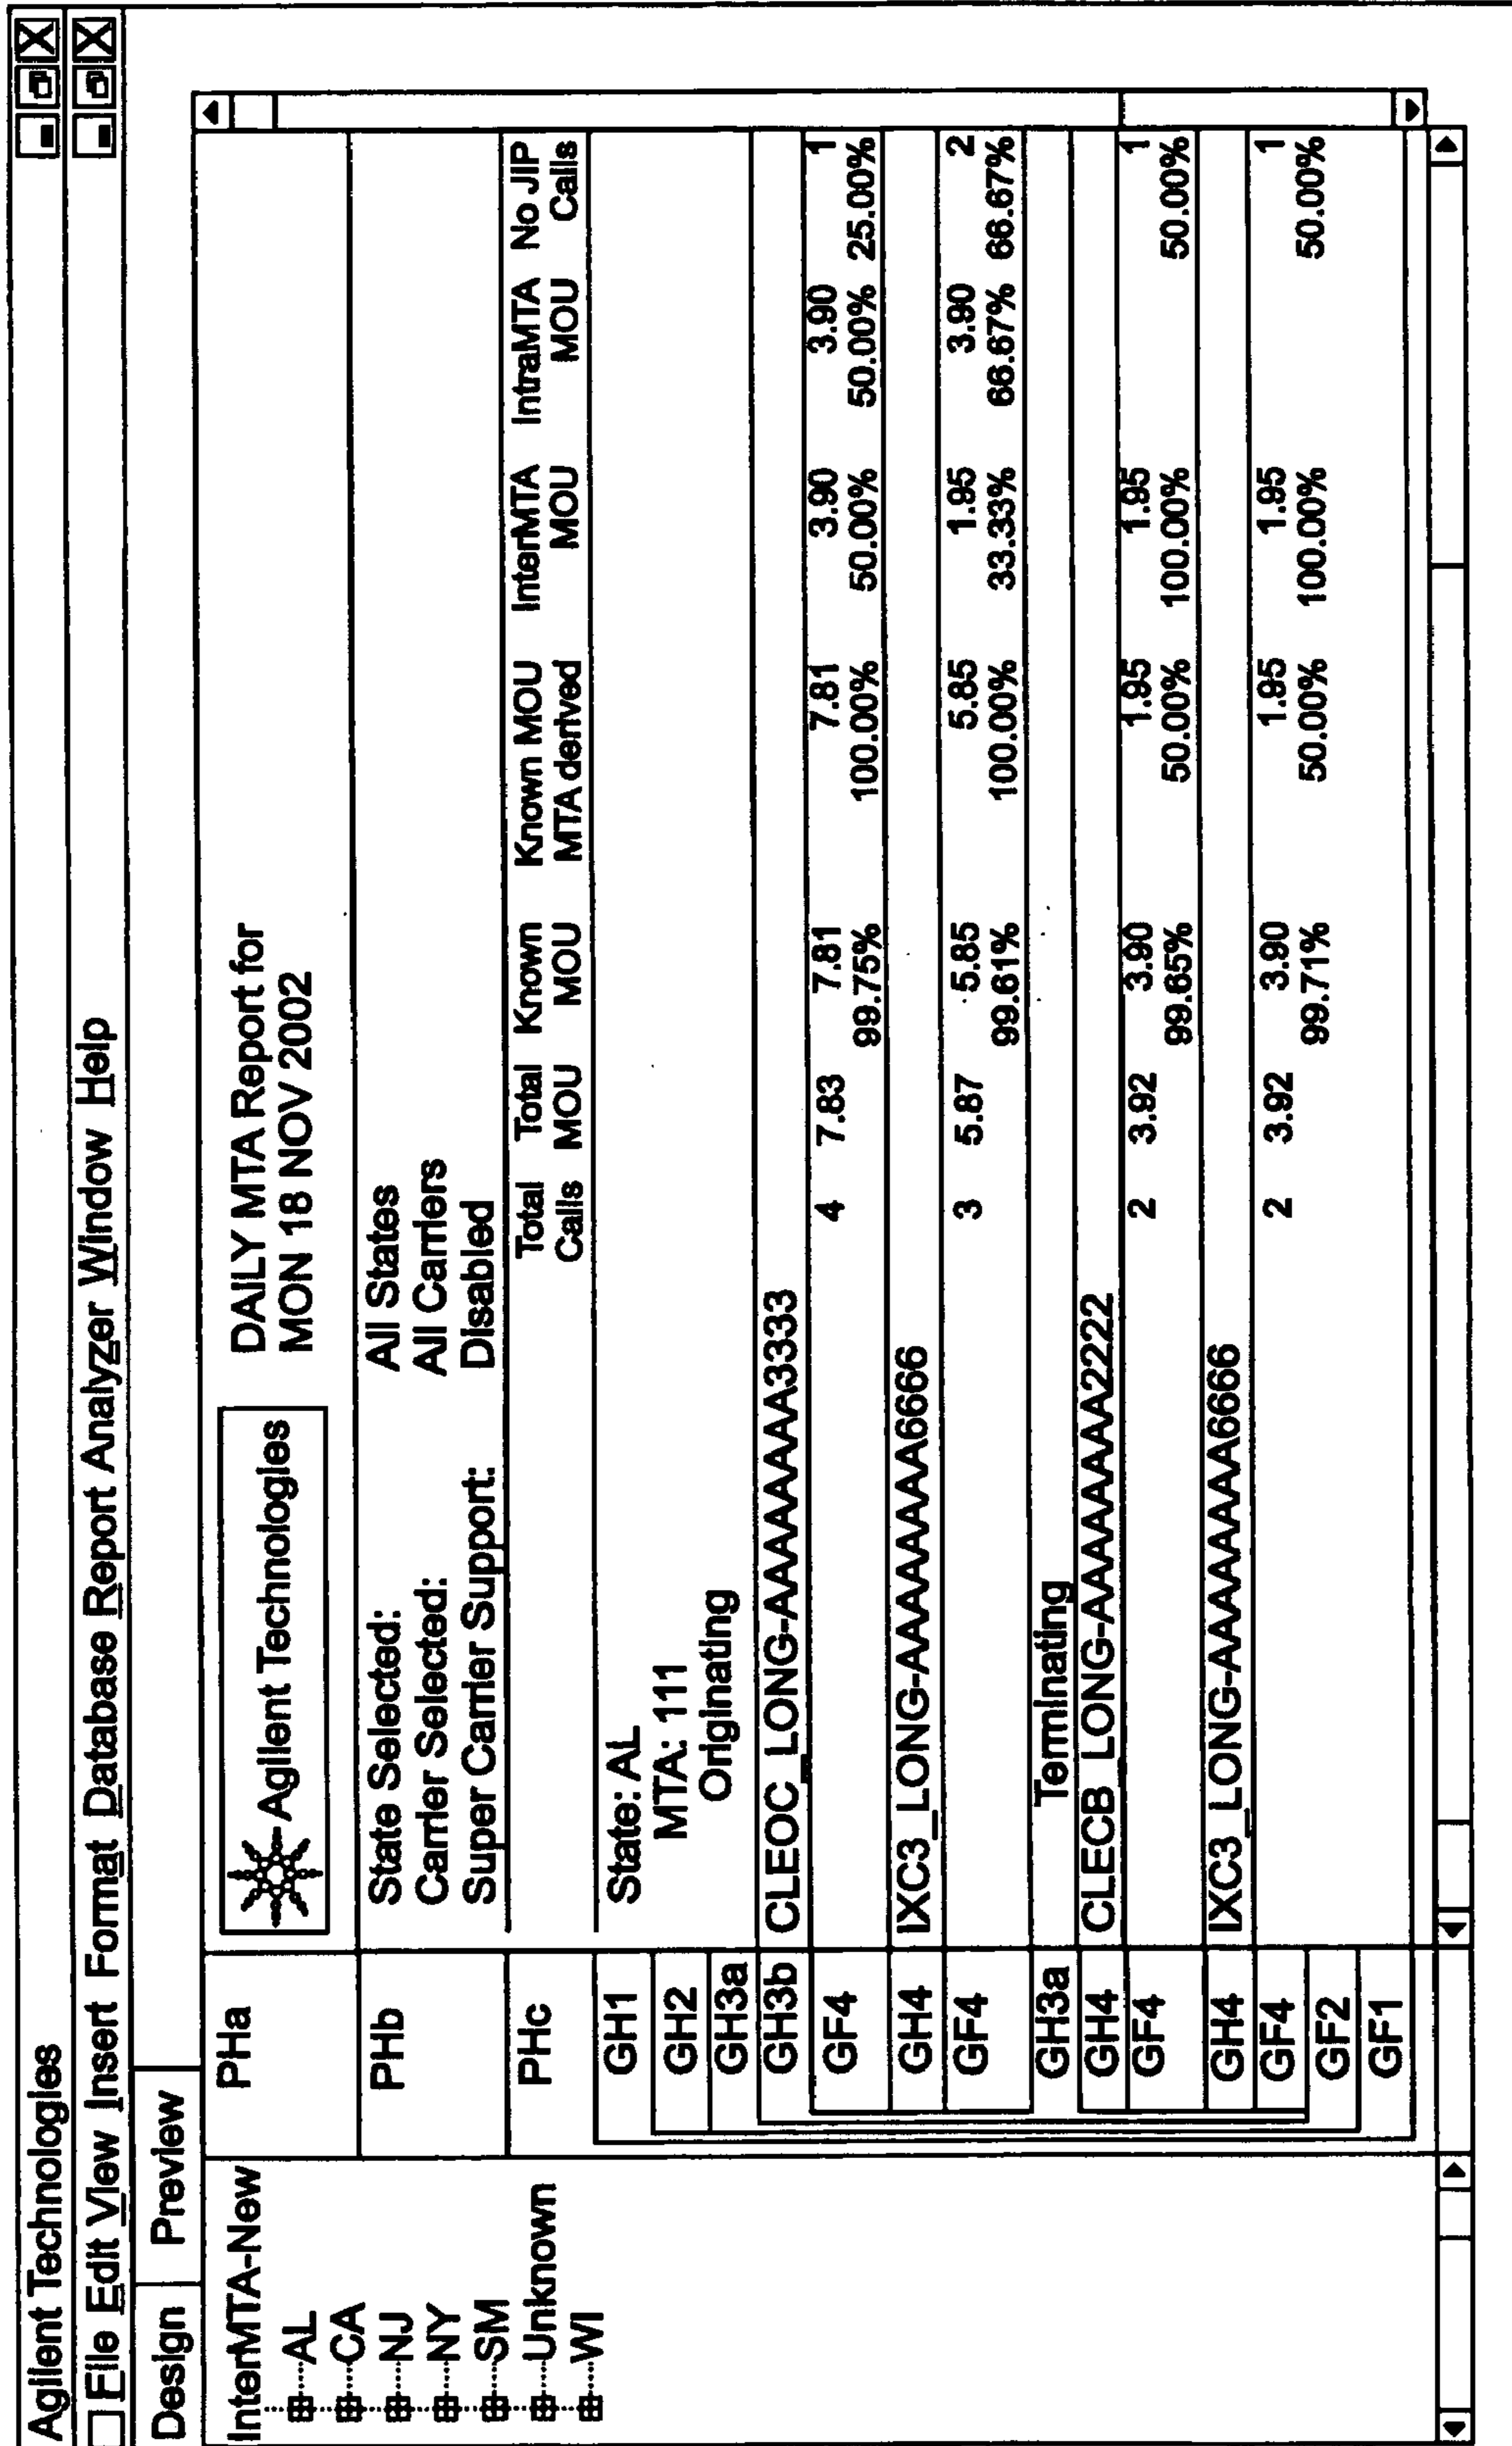 Agilent Technologies
File Edit View Insert Format Database Report Analyzer Window Help
Design Preview
InterMTA-New
AL
CA
NJ
NY
SM
Unknown
WI
PHa
Agilent Technologies
DAILY MTA Report for
MON 18 NOV 2002
PHb
State Selected: All States
Carrier Selected: All Carriers
Super Carrier Support: Disabled
PHc
Total Total Known Known MOU InterMTA IntraMTA No JIP
Calls MOU MOU MTA derived MOU MOU Calls
GH1 State: AL
GH2 MTA: 111
GH3a Originating
GH3b CLEOC_LONG-AAAAAAAA3333
GF4 4 7.83 7.81 7.81 3.90 3.90 1
99.75% 100.00% 50.00% 50.00% 25.00%
GH4 IXC3_LONG-AAAAAAAA6666
GF4 3 5.87 5.85 5.85 1.95 3.90 2
99.61% 100.00% 33.33% 66.67% 66.67%
GH3a Terminating
GH4 CLECB_LONG-AAAAAAAA2222
GF4 2 3.92 3.90 1.95 1.95 1
99.65% 50.00% 100.00% 50.00%
GH4 IXC3_LONG-AAAAAAAA6666
GF4 2 3.92 3.90 1.95 1.95 1
99.71% 50.00% 100.00% 50.00%
GF2
GF1